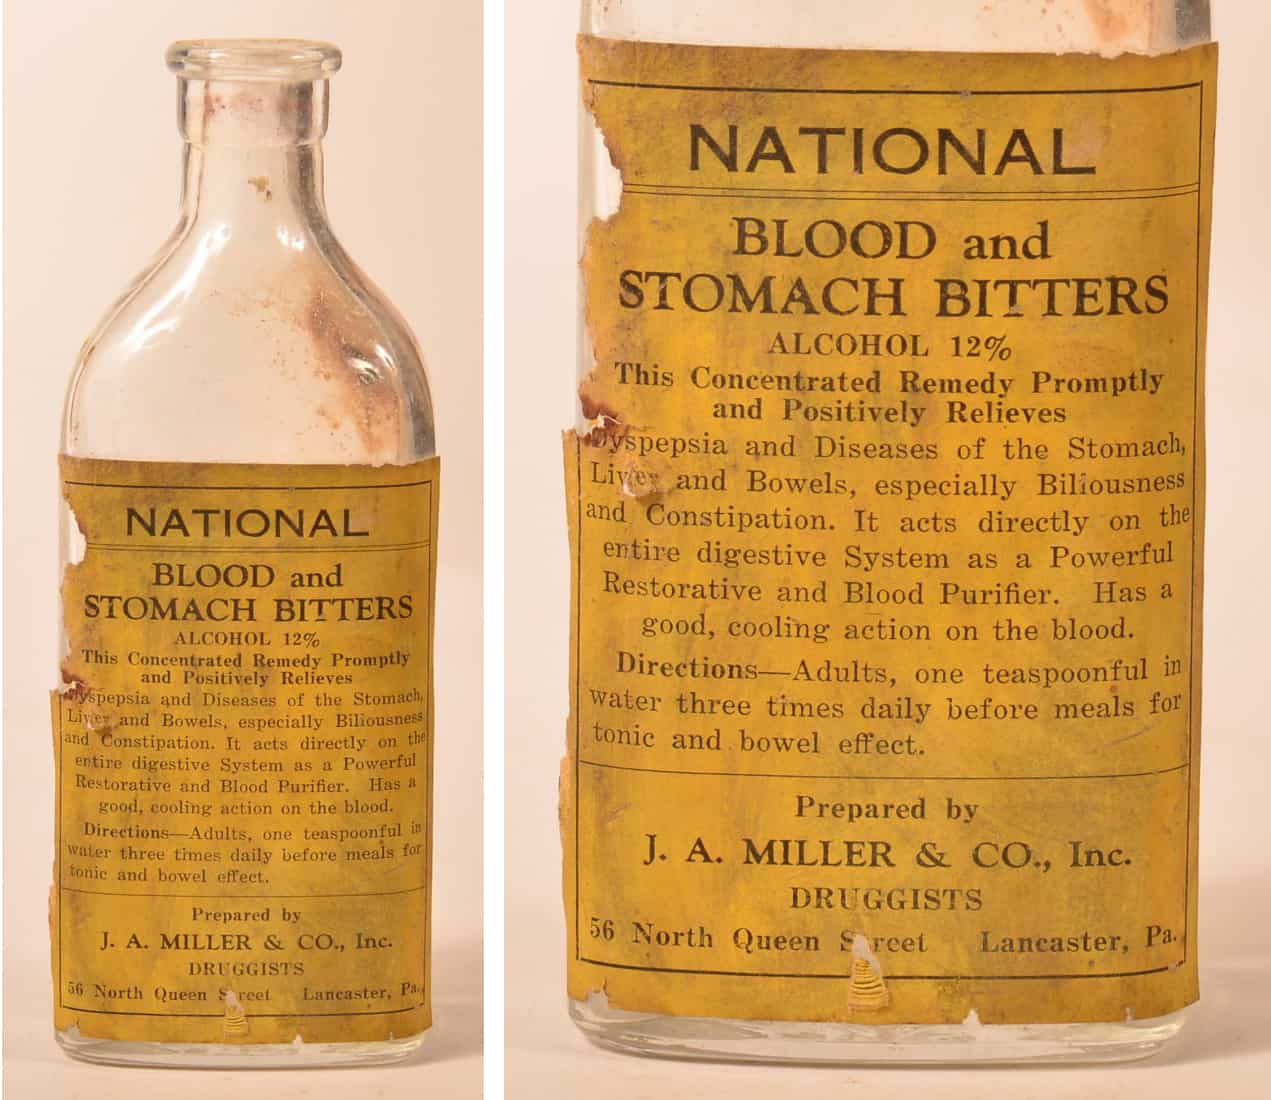 NATIONAL
BLOOD and
STOMACH BITTERS
ALCOHOL 12%
This Concentrated Remedy Promptly
and Positively Relieves
Dyspepsia and Diseases of the Stomach,
Liver and Bowels, especially Biliousness
and Constipation. It acts directly on the
entire digestive System as a Powerful
Restorative and Blood Purifier. Has a
good, cooling action on the blood.
Directions—Adults, one teaspoonful in
water three times daily before meals for
tonic and bowel effect.
Prepared by
J. A. MILLER & CO., Inc.
DRUGGISTS
56 North Queen Street Lancaster, Pa.
NATIONAL
BLOOD and
STOMACH BITTERS
ALCOHOL 12%
This Concentrated Remedy Promptly
and Positively Relieves
Dyspepsia and Diseases of the Stomach,
Liver and Bowels, especially Biliousness
and Constipation. It acts directly on the
entire digestive System as a Powerful
Restorative and Blood Purifier. Has a
good, cooling action on the blood.
Directions—Adults, one teaspoonful in
water three times daily before meals for
tonic and bowel effect.
Prepared by
J. A. MILLER & CO., Inc.
DRUGGISTS
56 North Queen Street Lancaster, Pa.